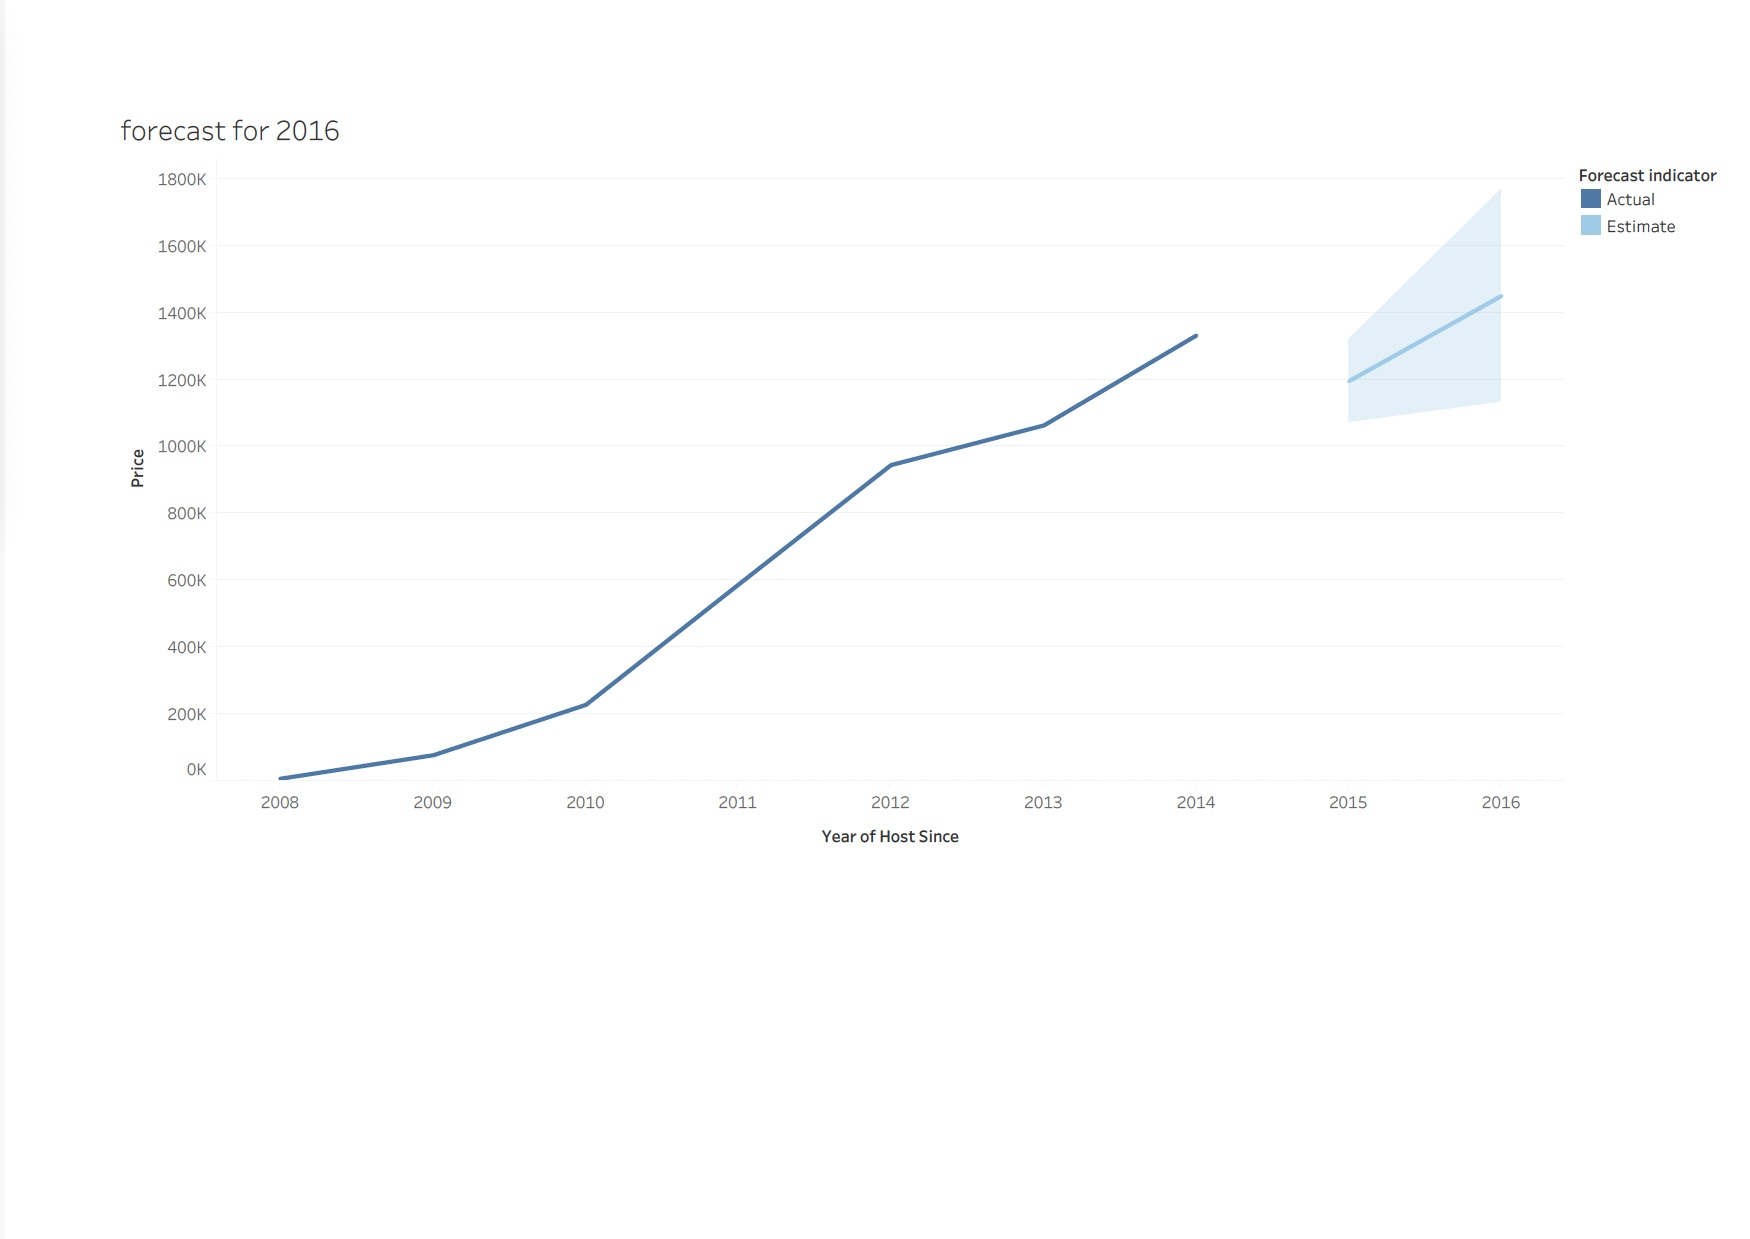 forecast for 2016
Forecast indicator
Actual
Estimate
1800K
1600K
1400K
1200K
1000K
800K
600K
400K
200K
0K
Price
2008 2009 2010 2011 2012 2013 2014 2015 2016
Year of Host Since